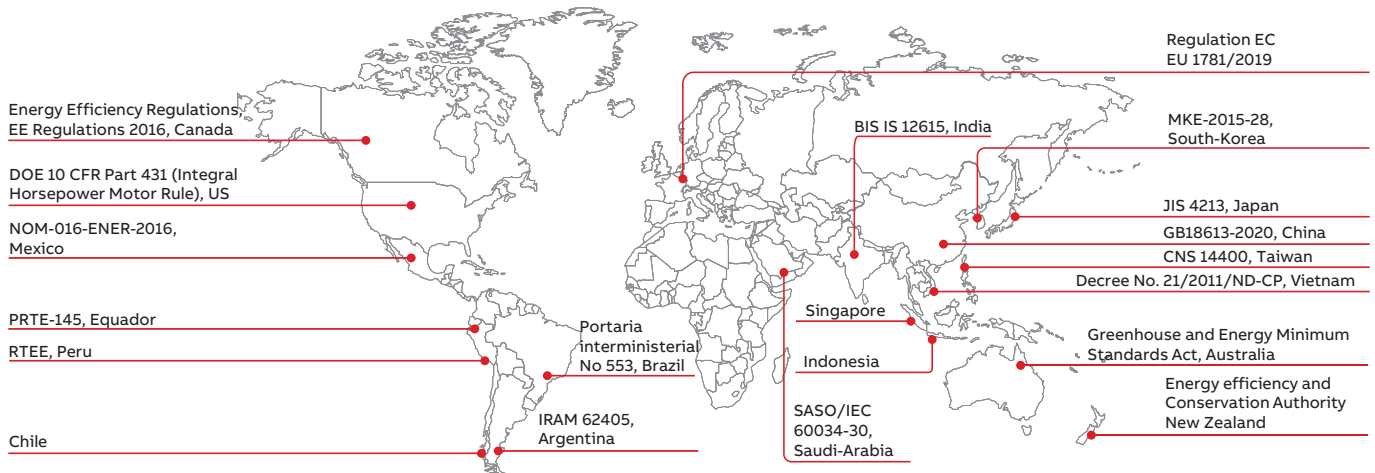 Regulation EC
EU 1781/2019
Energy Efficiency Regulations,
EE Regulations 2016, Canada
BIS IS 12615, India
MKE-2015-28,
South-Korea
DOE 10 CFR Part 431 (Integral
Horsepower Motor Rule), US
JIS 4213, Japan
NOM-016-ENER-2016,
Mexico
GB18613-2020, China
CNS 14400, Taiwan
Decree No. 21/2011/ND-CP, Vietnam
PRTE-145, Equador
Singapore
Portaria
interministerial
No 553, Brazil
Greenhouse and Energy Minimum
Standards Act, Australia
RTEE, Peru
Indonesia
Energy efficiency and
Conservation Authority
New Zealand
SASO/IEC
60034-30,
Saudi-Arabia
IRAM 62405,
Argentina
Chile